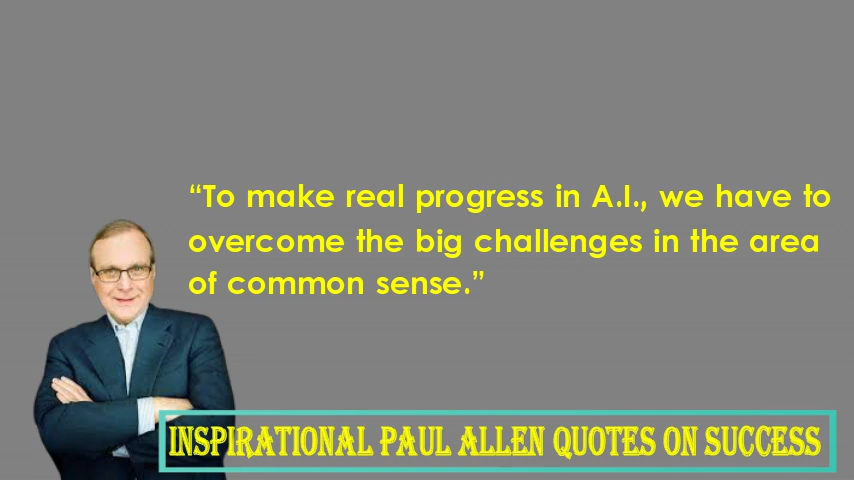 “To make real progress in A.I., we have to
overcome the big challenges in the area
of common sense.”
INSPIRATIONAL PAUL ALLEN QUOTES ON SUCCESS